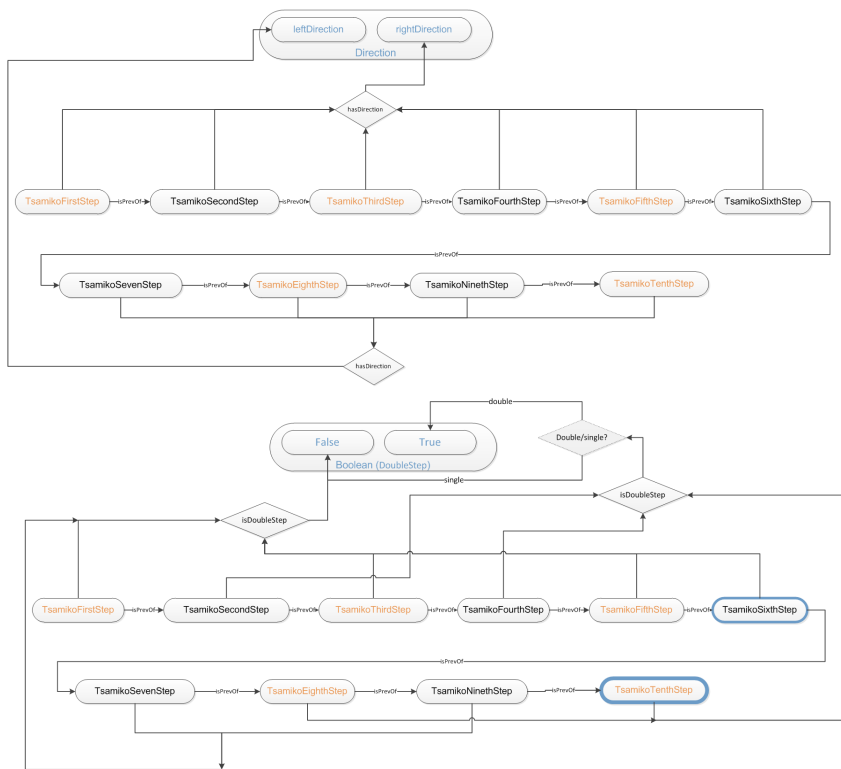 leftDirection rightDirection
Direction
hasDirection
TsamikoFirstStep isPrevOf TsamikoSecondStep isPrevOf TsamikoThirdStep isPrevOf TsamikoFourthStep isPrevOf TsamikoFifthStep isPrevOf TsamikoSixthStep
isPrevOf
TsamikoSevenStep isPrevOf TsamikoEighthStep isPrevOf TsamikoNinethStep isPrevOf TsamikoTenthStep
hasDirection
double
False True Double/single?
Boolean (DoubleStep)
single
isDoubleStep
isDoubleStep
TsamikoFirstStep isPrevOf TsamikoSecondStep isPrevOf TsamikoThirdStep isPrevOf TsamikoFourthStep isPrevOf TsamikoFifthStep isPrevOf TsamikoSixthStep
isPrevOf
TsamikoSevenStep isPrevOf TsamikoEighthStep isPrevOf TsamikoNinethStep isPrevOf TsamikoTenthStep